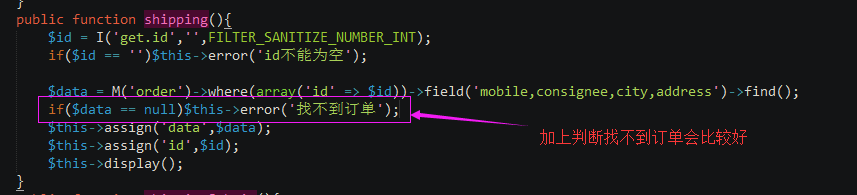 }
public function shipping(){
$id = I('get.id','',FILTER_SANITIZE_NUMBER_INT);
if($id == '')$this->error('id不能为空');
$data = M('order')->where(array('id' => $id))->field('mobile,consignee,city,address')->find();
if($data == null)$this->error('找不到订单');
$this->assign('data',$data);
加上判断找不到订单会比较好
$this->assign('id',$id);
$this->display();
}